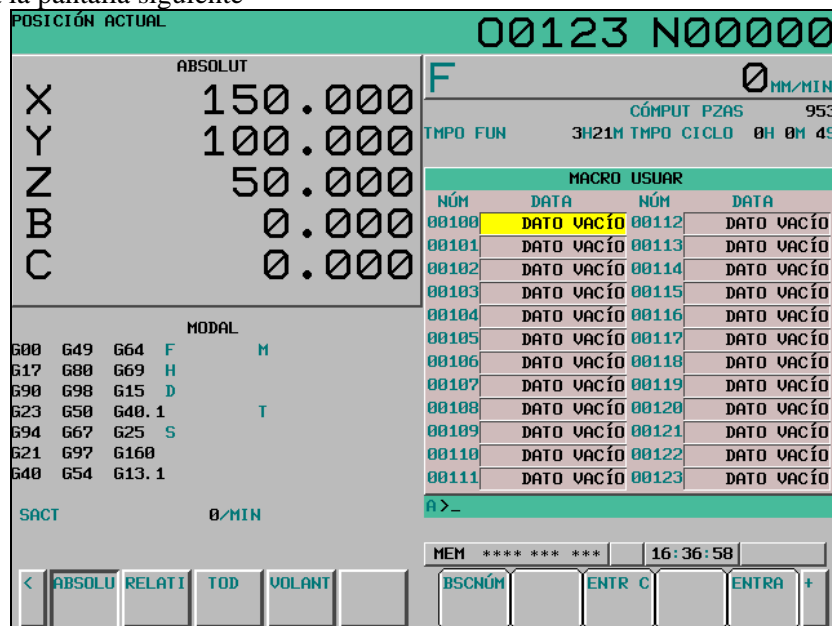 la pantalla siguiente
POSICIÓN ACTUAL
O0123 N00000
ABSOLUT
X 150.000
Y 100.000
Z 50.000
B 0.000
C 0.000
F 0 MM/MIN
CÓMPUT PZAS 953
TMPO FUN 3H21M TMPO CICLO 0H 0M
MACRO USUAR
NÚM DATA NÚM DATA
00100 DATO VACÍO 00112 DATO VACÍO
00101 DATO VACÍO 00113 DATO VACÍO
00102 DATO VACÍO 00114 DATO VACÍO
00103 DATO VACÍO 00115 DATO VACÍO
00104 DATO VACÍO 00116 DATO VACÍO
00105 DATO VACÍO 00117 DATO VACÍO
00106 DATO VACÍO 00118 DATO VACÍO
00107 DATO VACÍO 00119 DATO VACÍO
00108 DATO VACÍO 00120 DATO VACÍO
00109 DATO VACÍO 00121 DATO VACÍO
00110 DATO VACÍO 00122 DATO VACÍO
00111 DATO VACÍO 00123 DATO VACÍO
MODAL
G00 G49 G64 F M
G17 G80 G69 H
G90 G98 G15 D
G23 G50 G40.1 T
G94 G67 G25 S
G21 G97 G160
G40 G54 G13.1
SACT 0/MIN
A>_
MEM **** *** *** 16:36:58
< ABSOLU RELATI TOD VOLANT
BSCNÚM ENTR C ENTRA +